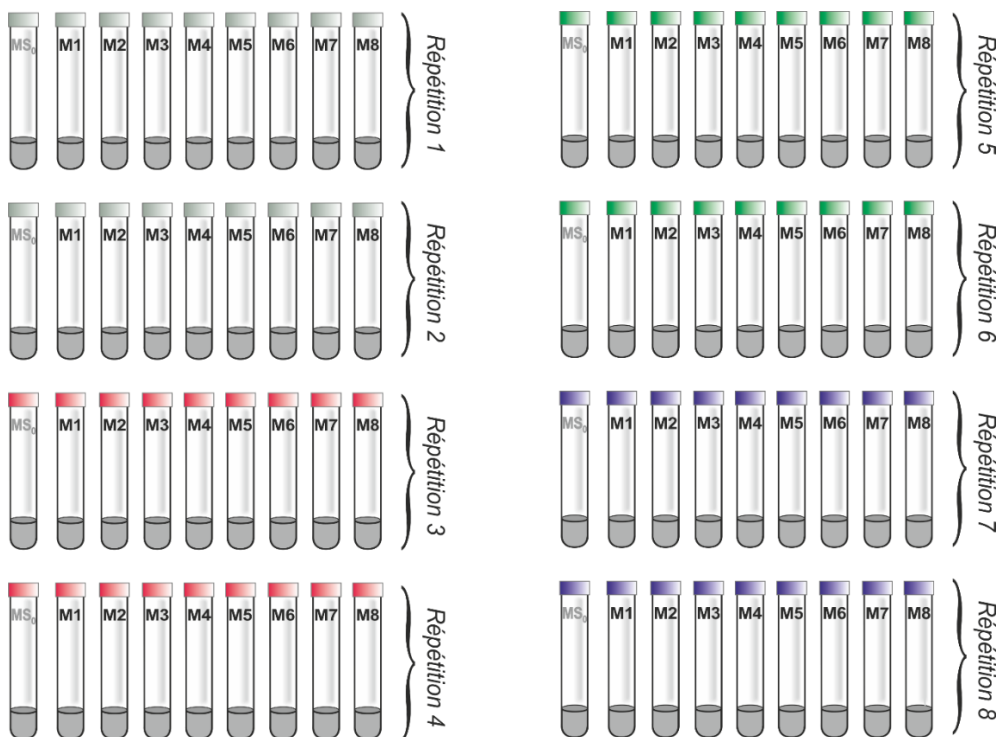 MS₀ M1 M2 M3 M4 M5 M6 M7 M8 Répétition 1
MS₀ M1 M2 M3 M4 M5 M6 M7 M8 Répétition 2
MS₀ M1 M2 M3 M4 M5 M6 M7 M8 Répétition 3
MS₀ M1 M2 M3 M4 M5 M6 M7 M8 Répétition 4
MS₀ M1 M2 M3 M4 M5 M6 M7 M8 Répétition 5
MS₀ M1 M2 M3 M4 M5 M6 M7 M8 Répétition 6
MS₀ M1 M2 M3 M4 M5 M6 M7 M8 Répétition 7
MS₀ M1 M2 M3 M4 M5 M6 M7 M8 Répétition 8